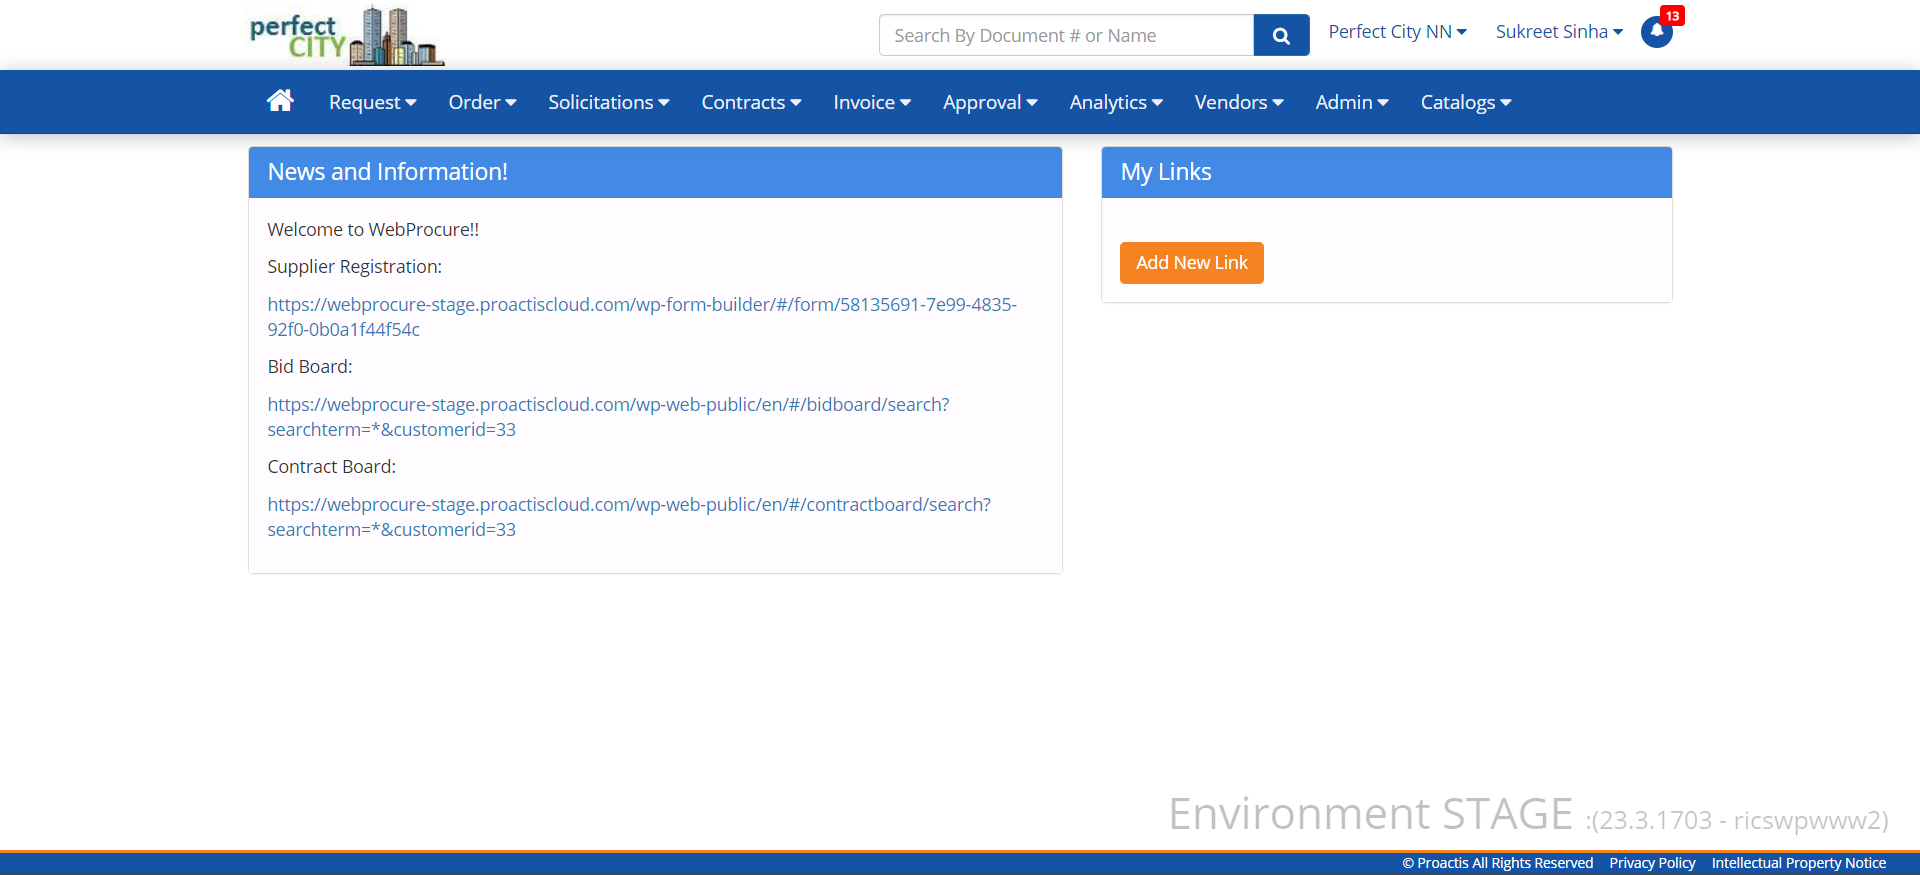 perfect
CITY
Search By Document # or Name
Perfect City NN
Sukreet Sinha
13
Request
Order
Solicitations
Contracts
Invoice
Approval
Analytics
Vendors
Admin
Catalogs
News and Information!
Welcome to WebProcure!!
Supplier Registration:
https://webprocure-stage.proactiscloud.com/wp-form-builder/#/form/58135691-7e99-4835-
92f0-0b0a1f44f54c
Bid Board:
https://webprocure-stage.proactiscloud.com/wp-web-public/en/#/bidboard/search?
searchterm=*&customerid=33
Contract Board:
https://webprocure-stage.proactiscloud.com/wp-web-public/en/#/contractboard/search?
searchterm=*&customerid=33
My Links
Add New Link
Environment STAGE :(23.3.1703 - ricswpwww2)
© Proactis All Rights Reserved
Privacy Policy
Intellectual Property Notice